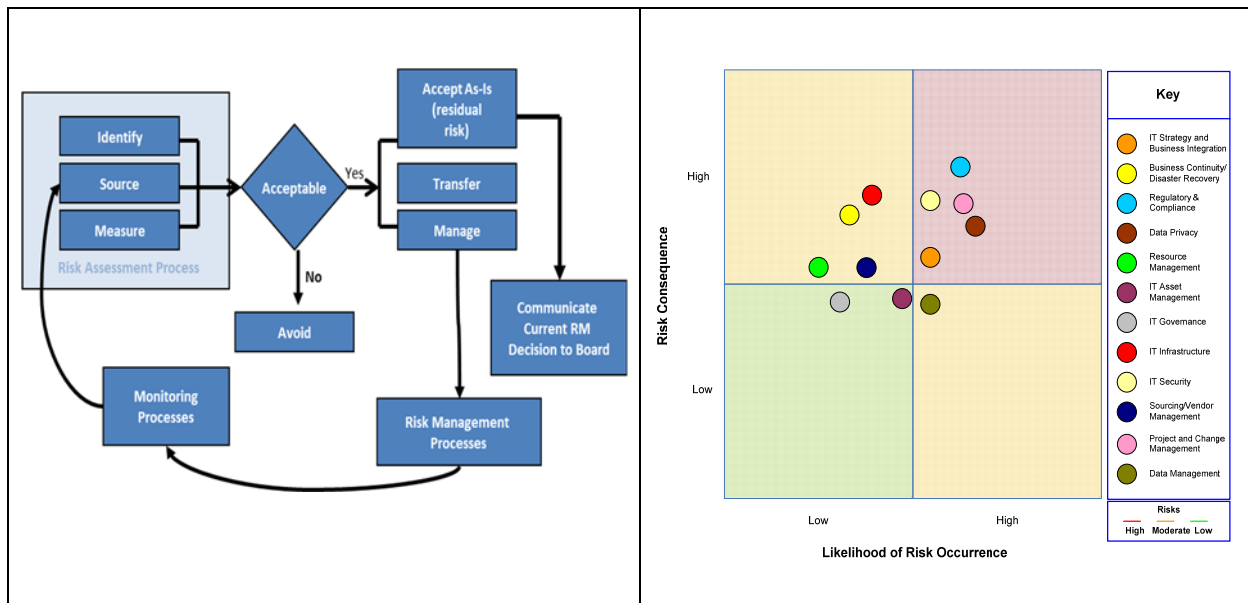 Identify
Source
Measure
Risk Assessment Process
Acceptable
Yes
No
Avoid
Accept As-Is
(residual
risk)
Transfer
Manage
Communicate
Current RM
Decision to Board
Risk Management
Processes
Monitoring
Processes
Risk Consequence
High
Low
Low
High
Likelihood of Risk Occurrence
Key
IT Strategy and
Business Integration
Business Continuity/
Disaster Recovery
Regulatory &
Compliance
Data Privacy
Resource
Management
IT Asset
Management
IT Governance
IT Infrastructure
IT Security
Sourcing/Vendor
Management
Project and Change
Management
Data Management
Risks
High Moderate Low